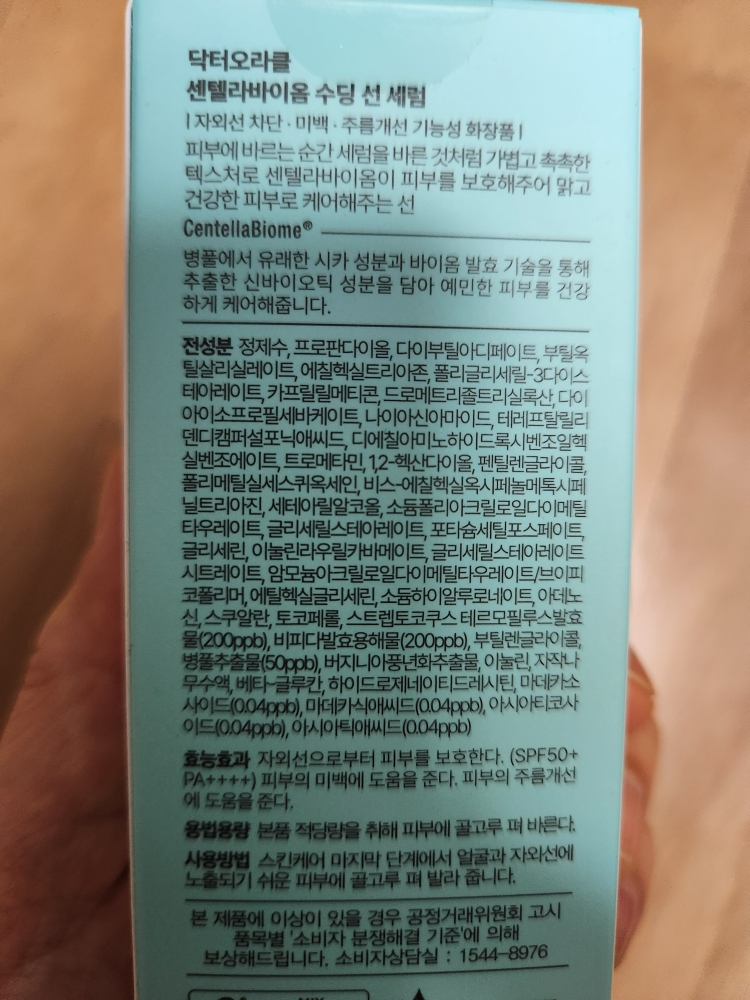 닥터오라클
센텔라바이옴 수딩 선 세럼
| 자외선 차단 · 미백 · 주름개선 기능성 화장품 |
피부에 바르는 순간 세럼을 바른 것처럼 가볍고 촉촉한
텍스처로 센텔라바이옴이 피부를 보호해주어 맑고
건강한 피부로 케어해주는 선
CentellaBiome®
병풀에서 유래한 시카 성분과 바이옴 발효 기술을 통해
추출한 신바이오틱 성분을 담아 예민한 피부를 건강
하게 케어해줍니다.
전성분 정제수, 프로판다이올, 다이부틸아디페이트, 부틸옥
틸살리실레이트, 에칠헥실트리아존, 폴리글리세릴-3다이스
테아레이트, 카프릴릴메티콘, 드로메트리졸트리실록산, 다이
아이소프로필세바케이트, 나이아신아마이드, 테레프탈릴리
덴디캠퍼설포닉애씨드, 디에칠아미노하이드록시벤조일헥
실벤조에이트, 트로메타민, 1,2-헥산다이올, 펜틸렌글라이콜,
폴리메틸실세스퀴옥세인, 비스-에칠헥실옥시페놀메톡시페
닐트리아진, 세테아릴알코올, 소듐폴리아크릴로일다이메틸
타우레이트, 글리세릴스테아레이트, 포타슘세틸포스페이트,
글리세린, 이눌린라우릴카바메이트, 글리세릴스테아레이트
시트레이트, 암모늄아크릴로일다이메틸타우레이트/브이피
코폴리머, 에틸헥실글리세린, 소듐하이알루로네이트, 아데노
신, 스쿠알란, 토코페롤, 스트렙토코쿠스 테르모필루스발효
물(200ppb), 비피다발효용해물(200ppb), 부틸렌글라이콜,
병풀추출물(50ppb), 버지니아풍년화추출물, 이눌린, 자작나
무수액, 베타-글루칸, 하이드로제네이티드레시틴, 마데카소
사이드(0.04ppb), 마데카식애씨드(0.04ppb), 아시아티코사
이드(0.04ppb), 아시아틱애씨드(0.04ppb)
효능효과 자외선으로부터 피부를 보호한다. (SPF50+
PA++++) 피부의 미백에 도움을 준다. 피부의 주름개선
에 도움을 준다.
용법용량 본품 적당량을 취해 피부에 골고루 펴 바른다.
사용방법 스킨케어 마지막 단계에서 얼굴과 자외선에
노출되기 쉬운 피부에 골고루 펴 발라 줍니다.
본 제품에 이상이 있을 경우 공정거래위원회 고시
품목별 '소비자 분쟁해결 기준'에 의해
보상해드립니다. 소비자상담실 : 1544-8976